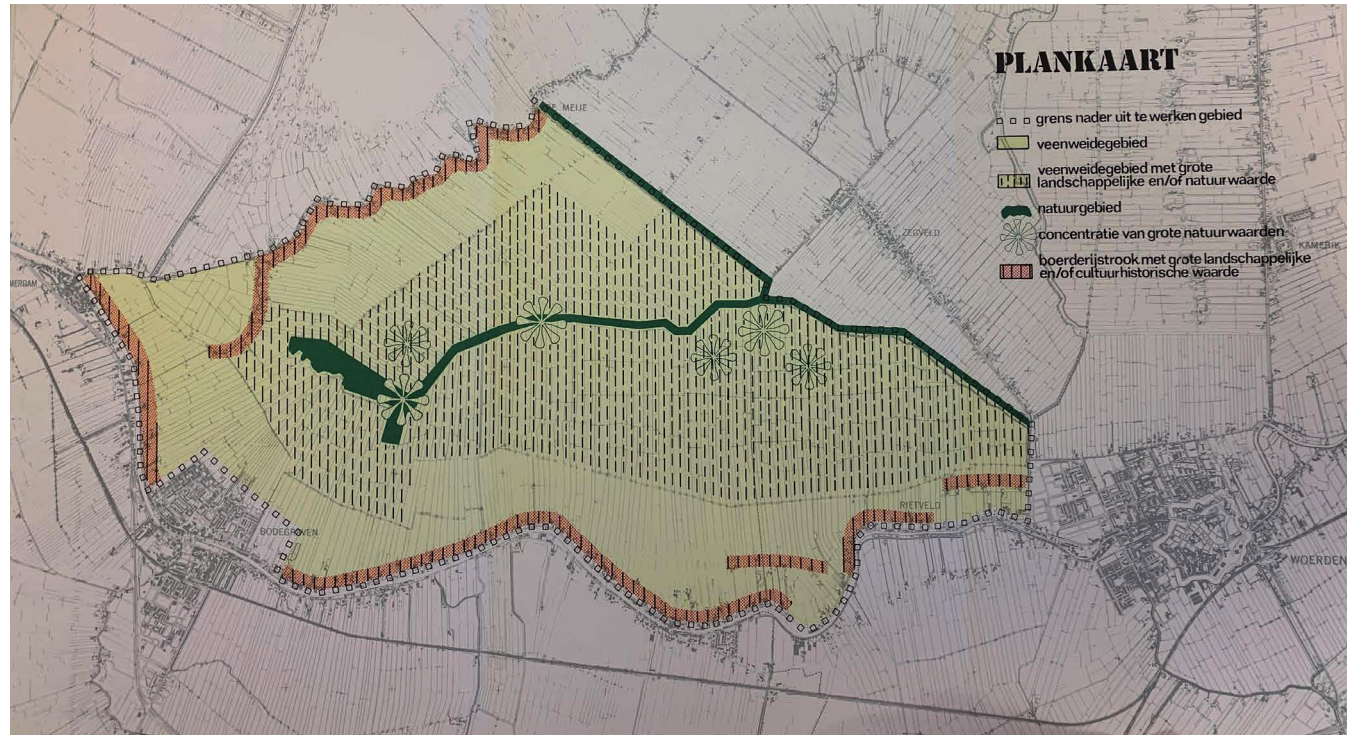 PLANKAART
grens nader uit te werken gebied
veenweidegebied
veenweidegebied met grote
landschappelijke en/of natuurwaarde
natuurgebied
concentratie van grote natuurwaarden
boerderijstrook met grote landschappelijke
en/of cultuurhistorische waarde
DE MEIJE
ZEGVELD
KAMERIK
BODEGRAVEN
RIETVELD
WOERDEN